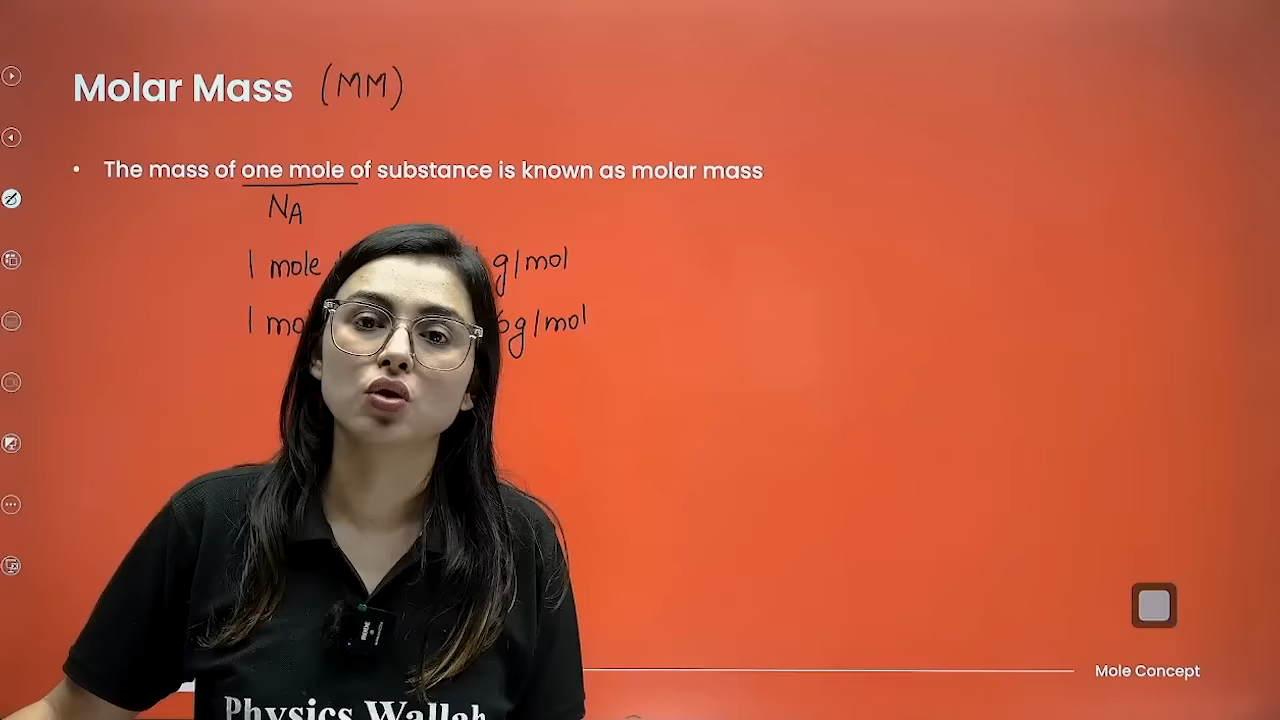 Molar Mass (MM)
• The mass of one mole of substance is known as molar mass
NA
1 mole g/mol
1 mo 6g/mol
Physics Wallah
Mole Concept